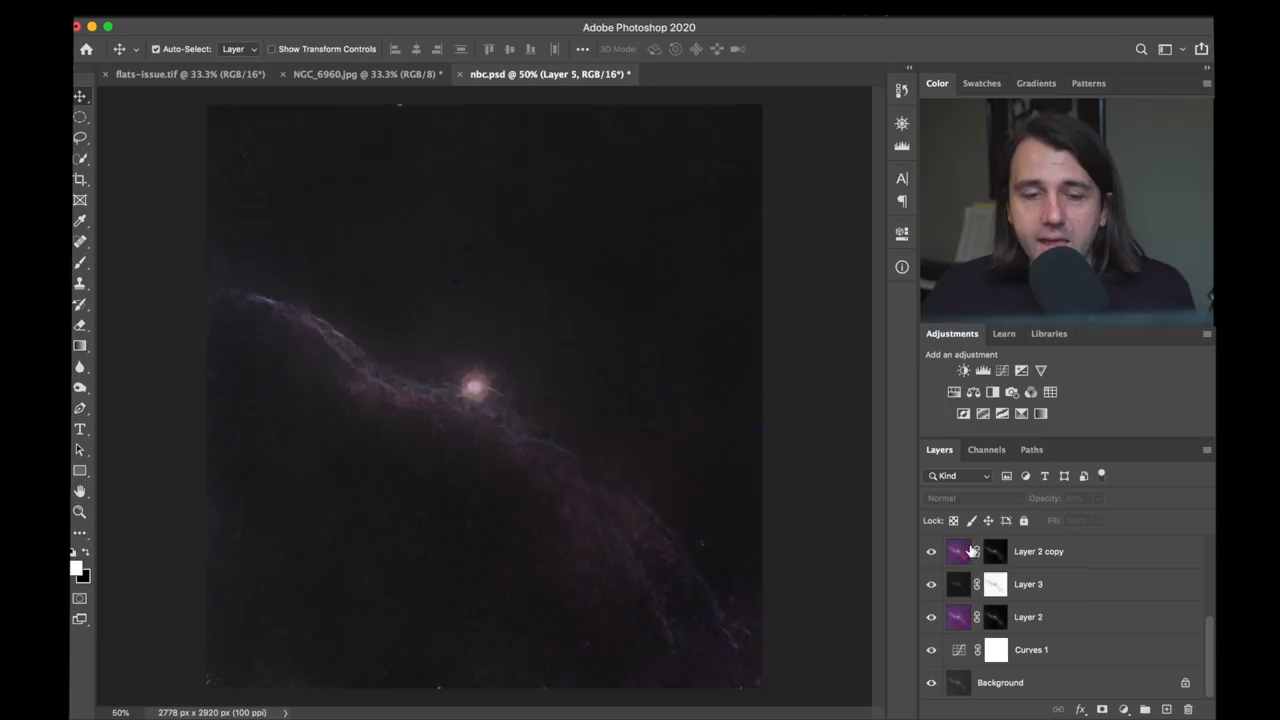 Adobe Photoshop 2020
Auto-Select: Layer Show Transform Controls 3D Mode:
flats-issue.tif @ 33.3% (RGB/16*) NGC_6960.jpg @ 33.3% (RGB/8) * nbc.psd @ 50% (Layer 5, RGB/16*) *
Color Swatches Gradients Patterns
Adjustments Learn Libraries
Add an adjustment
Layers Channels Paths
Kind
Normal Opacity:
Lock: Fill: 100%
Layer 2 copy
Layer 3
Layer 2
Curves 1
Background
50% 2778 px x 2920 px (100 ppi)